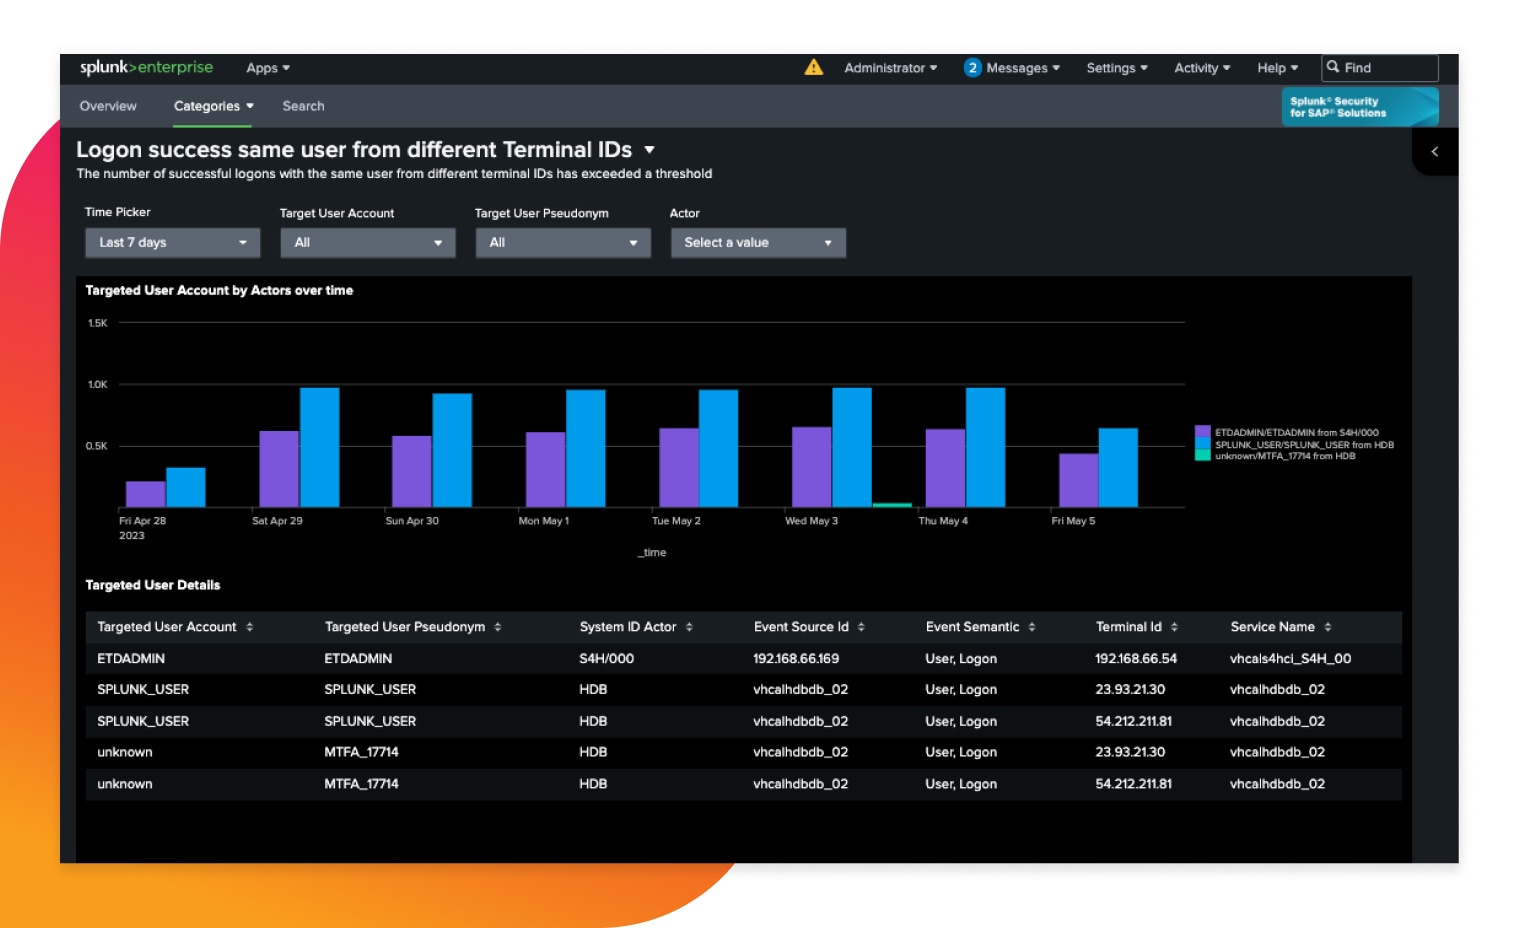 splunk>enterprise Apps Administrator 2 Messages Settings Activity Help Find
Overview Categories Search
Splunk® Security
for SAP® Solutions
Logon success same user from different Terminal IDs
The number of successful logons with the same user from different terminal IDs has exceeded a threshold
Time Picker Target User Account Target User Pseudonym Actor
Last 7 days All All Select a value
Targeted User Account by Actors over time
1.5K
1.0K
0.5K
ETDADMIN/ETDADMIN from S4H/000
SPLUNK_USER/SPLUNK_USER from HDB
unknown/MTFA_17714 from HDB
Fri Apr 28 Sat Apr 29 Sun Apr 30 Mon May 1 Tue May 2 Wed May 3 Thu May 4 Fri May 5
2023
_time
Targeted User Details
Targeted User Account Targeted User Pseudonym System ID Actor Event Source Id Event Semantic Terminal Id Service Name
ETDADMIN ETDADMIN S4H/000 192.168.66.169 User, Logon 192.168.66.54 vhcals4hci_S4H_00
SPLUNK_USER SPLUNK_USER HDB vhcalhdbdb_02 User, Logon 23.93.21.30 vhcalhdbdb_02
SPLUNK_USER SPLUNK_USER HDB vhcalhdbdb_02 User, Logon 54.212.211.81 vhcalhdbdb_02
unknown MTFA_17714 HDB vhcalhdbdb_02 User, Logon 23.93.21.30 vhcalhdbdb_02
unknown MTFA_17714 HDB vhcalhdbdb_02 User, Logon 54.212.211.81 vhcalhdbdb_02